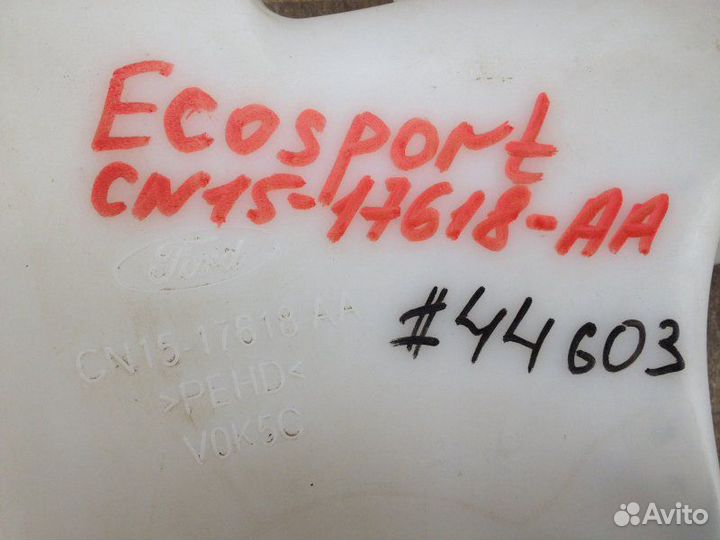 Ecosport
CN15-17618-AA
Ford
#44603
CN15-17618 AA
>PEHD<
V0K5C
Avito